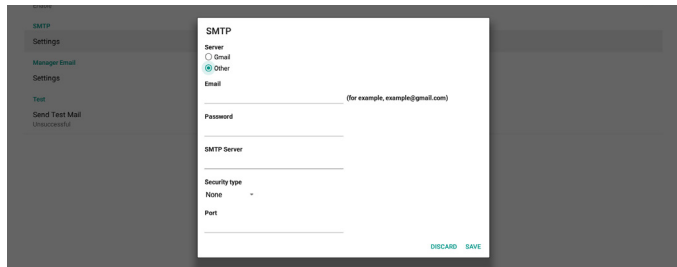 Enable
SMTP
Settings
Manager Email
Settings
Test
Send Test Mail
Unsuccessful
SMTP
Server
Gmail
Other
Email
(for example, example@gmail.com)
Password
SMTP Server
Security type
None
Port
DISCARD SAVE